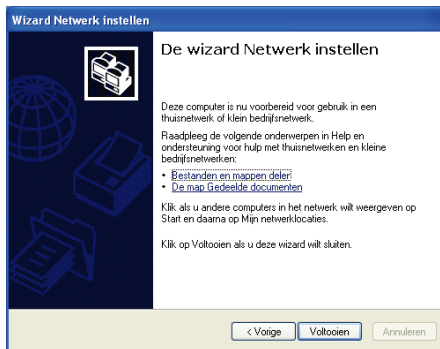 Wizard Netwerk instellen
De wizard Netwerk instellen
Deze computer is nu voorbereid voor gebruik in een
thuisnetwerk of klein bedrijfsnetwerk.
Raadpleeg de volgende onderwerpen in Help en
ondersteuning voor hulp met thuisnetwerken en kleine
bedrijfsnetwerken:
• Bestanden en mappen delen
• De map Gedeelde documenten
Klik als u andere computers in het netwerk wilt weergeven op
Start en daarna op Mijn netwerklocaties.
Klik op Voltooien als u deze wizard wilt sluiten.
< Vorige Voltooien Annuleren